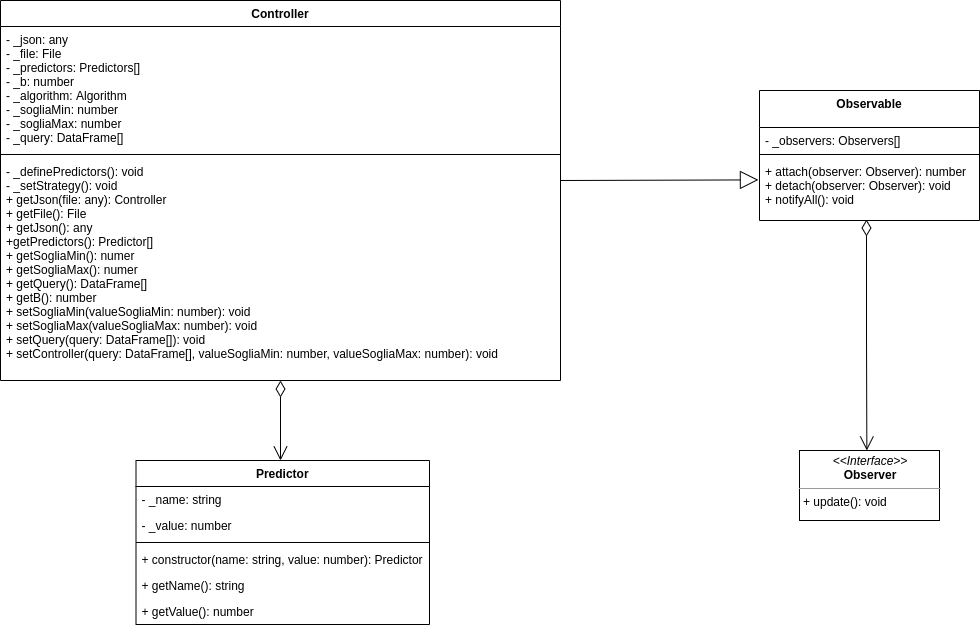 Controller
- _json: any
- _file: File
- _predictors: Predictors[]
- _b: number
- _algorithm: Algorithm
- _sogliaMin: number
- _sogliaMax: number
- _query: DataFrame[]
- _definePredictors(): void
- _setStrategy(): void
+ getJson(file: any): Controller
+ getFile(): File
+ getJson(): any
+getPredictors(): Predictor[]
+ getSogliaMin(): numer
+ getSogliaMax(): numer
+ getQuery(): DataFrame[]
+ getB(): number
+ setSogliaMin(valueSogliaMin: number): void
+ setSogliaMax(valueSogliaMax: number): void
+ setQuery(query: DataFrame[]): void
+ setController(query: DataFrame[], valueSogliaMin: number, valueSogliaMax: number): void
Observable
- _observers: Observers[]
+ attach(observer: Observer): number
+ detach(observer: Observer): void
+ notifyAll(): void
Predictor
- _name: string
- _value: number
+ constructor(name: string, value: number): Predictor
+ getName(): string
+ getValue(): number
<<Interface>>
Observer
+ update(): void